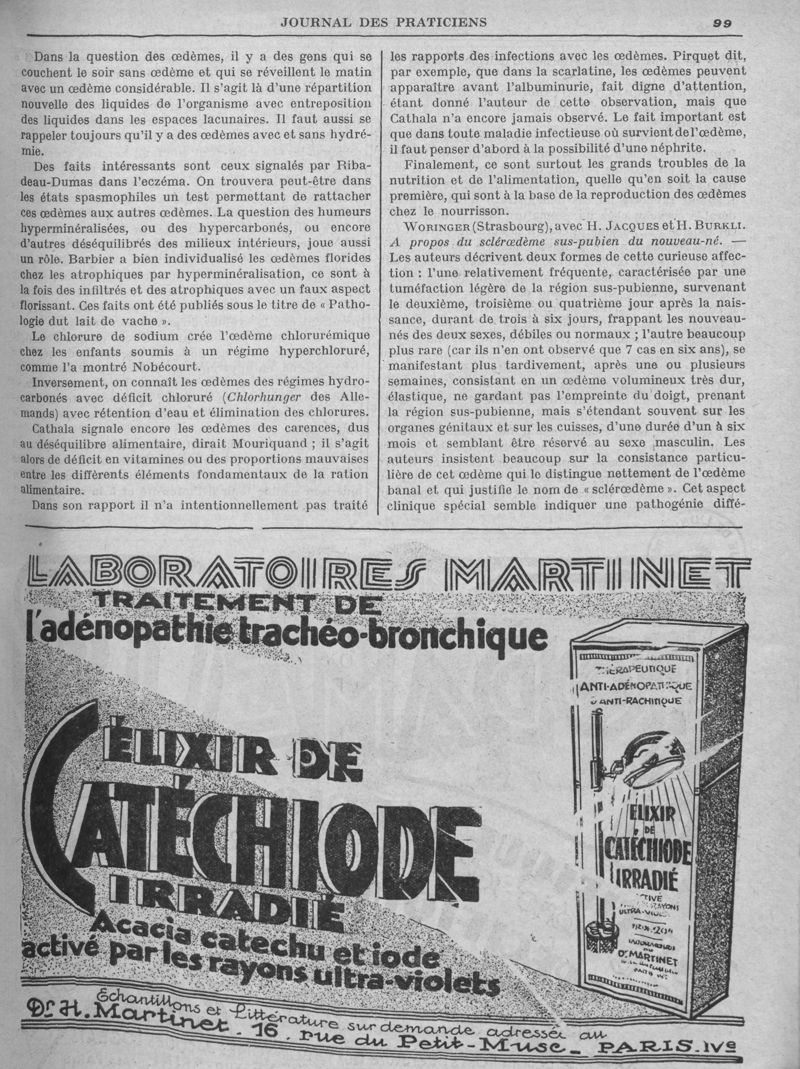 JOURNAL DES PRATICIENS 99
Dans la question des œdèmes, il y a des gens qui se
couchent le soir sans œdème et qui se réveillent le matin
avec un œdème considérable. Il s'agit là d'une répartition
nouvelle des liquides de l'organisme avec entreposition
des liquides dans les espaces lacunaires. Il faut aussi se
rappeler toujours qu'il y a des œdèmes avec et sans hydré-
mie.
Des faits intéressants sont ceux signalés par Riba-
deau-Dumas dans l'eczéma. On trouvera peut-être dans
les états spasmophiles un test permettant de rattacher
ces œdèmes aux autres œdèmes. La question des humeurs
hyperminéralisées, ou des hypercarbonés, ou encore
d'autres déséquilibrés des milieux intérieurs, joue aussi
un rôle. Barbier a bien individualisé les œdèmes florides
chez les atrophiques par hyperminéralisation, ce sont à
la fois des infiltrés et des atrophiques avec un faux aspect
florissant. Ces faits ont été publiés sous le titre de « Patho-
logie dut lait de vache ».
Le chlorure de sodium crée l'œdème chlorurémique
chez les enfants soumis à un régime hyperchloruré,
comme l'a montré Nobécourt.
Inversement, on connaît les œdèmes des régimes hydro-
carbonés avec déficit chloruré (Chlorhunger des Alle-
mands) avec rétention d'eau et élimination des chlorures.
Cathala signale encore les œdèmes des carences, dus
au déséquilibre alimentaire, dirait Mouriquand ; il s'agit
alors de déficit en vitamines ou des proportions mauvaises
entre les différents éléments fondamentaux de la ration
alimentaire.
Dans son rapport il n'a intentionnellement pas traité
les rapports des infections avec les œdèmes. Pirquet dit,
par exemple, que dans la scarlatine, les œdèmes peuvent
apparaître avant l'albuminurie, fait digne d'attention,
étant donné l'auteur de cette observation, mais que
Cathala n'a encore jamais observé. Le fait important est
que dans toute maladie infectieuse où survient de l'œdème,
il faut penser d'abord à la possibilité d'une néphrite.
Finalement, ce sont surtout les grands troubles de la
nutrition et de l'alimentation, quelle qu'en soit la cause
première, qui sont à la base de la reproduction des œdèmes
chez le nourrisson.
WORINGER (Strasbourg), avec H. JACQUES et H. BURKLI.
A propos du sclérœdème sus-pubien du nouveau-né. —
Les auteurs décrivent deux formes de cette curieuse affec-
tion : l'une relativement fréquente, caractérisée par une
tuméfaction légère de la région sus-pubienne, survenant
le deuxième, troisième ou quatrième jour après la nais-
sance, durant de trois à six jours, frappant les nouveau-
nés des deux sexes, débiles ou normaux ; l'autre beaucoup
plus rare (car ils n'en ont observé que 7 cas en six ans), se
manifestant plus tardivement, après une ou plusieurs
semaines, consistant en un œdème volumineux très dur,
élastique, ne gardant pas l'empreinte du doigt, prenant
la région sus-pubienne, mais s'étendant souvent sur les
organes génitaux et sur les cuisses, d'une durée d'un à six
mois et semblant être réservé au sexe masculin. Les
auteurs insistent beaucoup sur la consistance particu-
lière de cet œdème qui le distingue nettement de l'œdème
banal et qui justifie le nom de « sclérœdème ». Cet aspect
clinique spécial semble indiquer une pathogénie diffé-
LABORATOIRES MARTINET
TRAITEMENT DE
l'adénopathie trachéo-bronchique
ÉLIXIR DE
CATÉCHIODE
IRRADIÉ
Acacia catechu et iode
activé par les rayons ultra-violets
THÉRAPEUTIQUE
ANTI-ADÉNOPATHIQUE
& ANTI-RACHITIQUE
ÉLIXIR
DE
CATÉCHIODE
IRRADIÉ
RAYONS
ULTRA-VIOLETS
Dr. MARTINET
Échantillons et Littérature sur demande adressée au
Dr. H. Martinet. 16, rue du Petit-Musc - PARIS. IVe